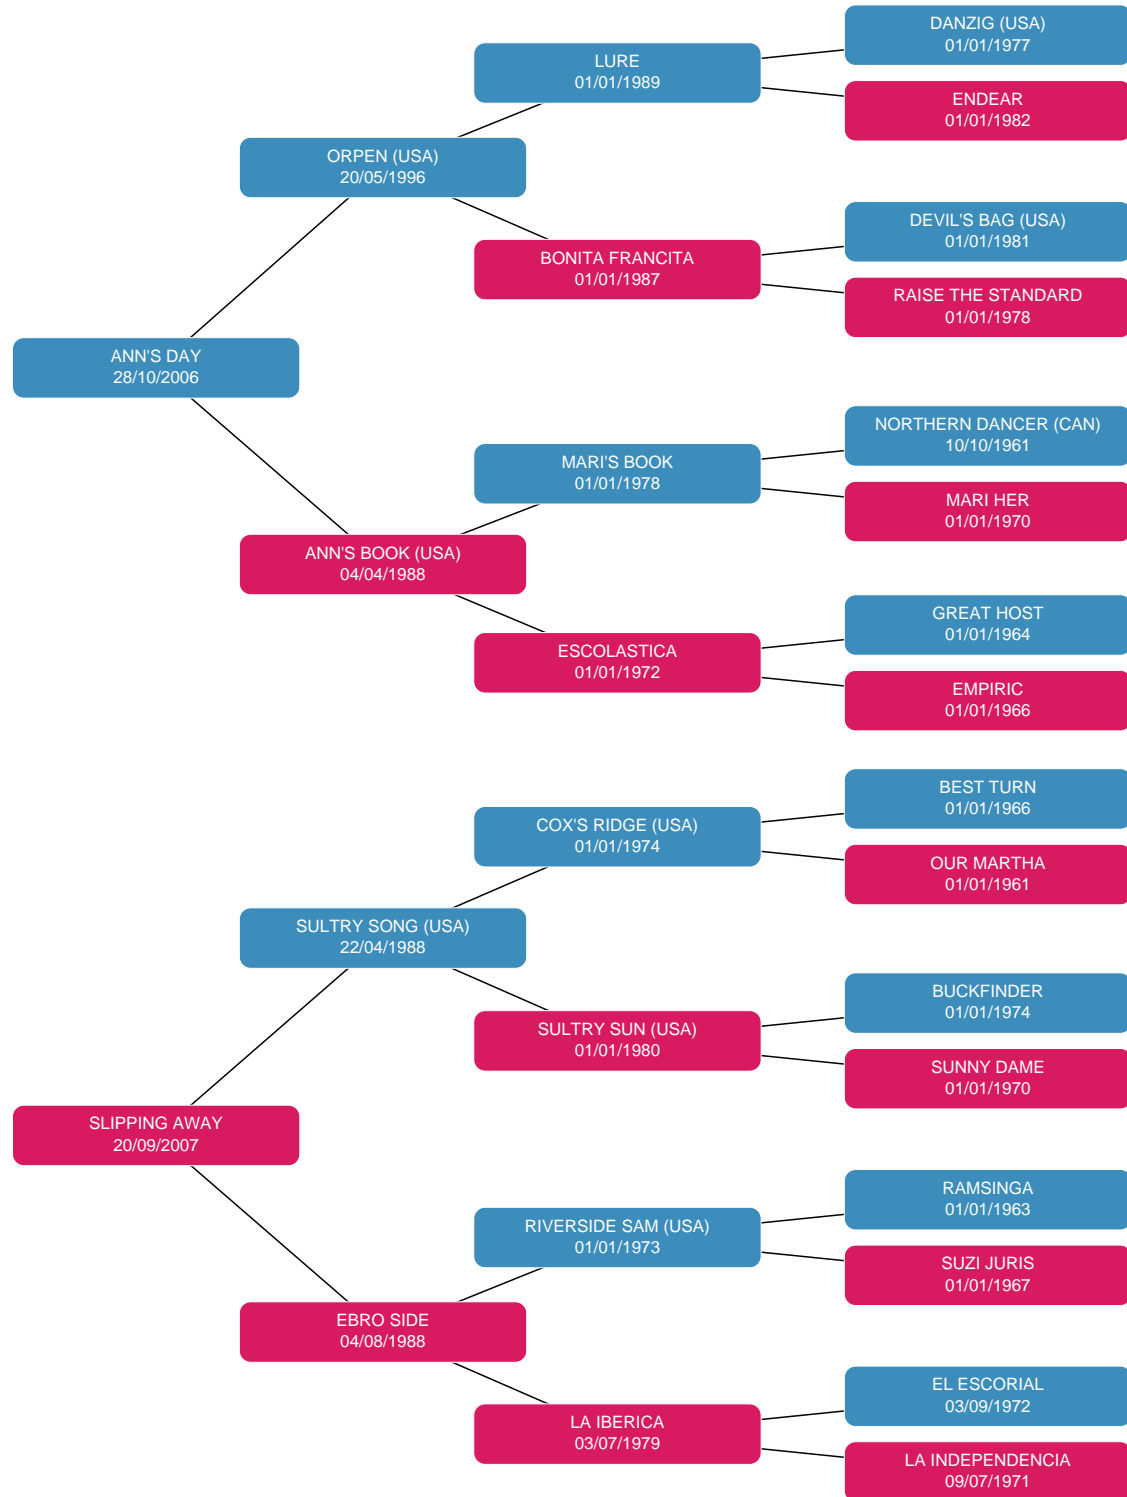 DANZIG (USA)
01/01/1977
LURE
01/01/1989
ENDEAR
01/01/1982
ORPEN (USA)
20/05/1996
DEVIL'S BAG (USA)
01/01/1981
BONITA FRANCITA
01/01/1987
RAISE THE STANDARD
01/01/1978
ANN'S DAY
28/10/2006
NORTHERN DANCER (CAN)
10/10/1961
MARI'S BOOK
01/01/1978
MARI HER
01/01/1970
ANN'S BOOK (USA)
04/04/1988
GREAT HOST
01/01/1964
ESCOLASTICA
01/01/1972
EMPIRIC
01/01/1966
BEST TURN
01/01/1966
COX'S RIDGE (USA)
01/01/1974
OUR MARTHA
01/01/1961
SULTRY SONG (USA)
22/04/1988
BUCKFINDER
01/01/1974
SULTRY SUN (USA)
01/01/1980
SUNNY DAME
01/01/1970
SLIPPING AWAY
20/09/2007
RAMSINGA
01/01/1963
RIVERSIDE SAM (USA)
01/01/1973
SUZI JURIS
01/01/1967
EBRO SIDE
04/08/1988
EL ESCORIAL
03/09/1972
LA IBERICA
03/07/1979
LA INDEPENDENCIA
09/07/1971